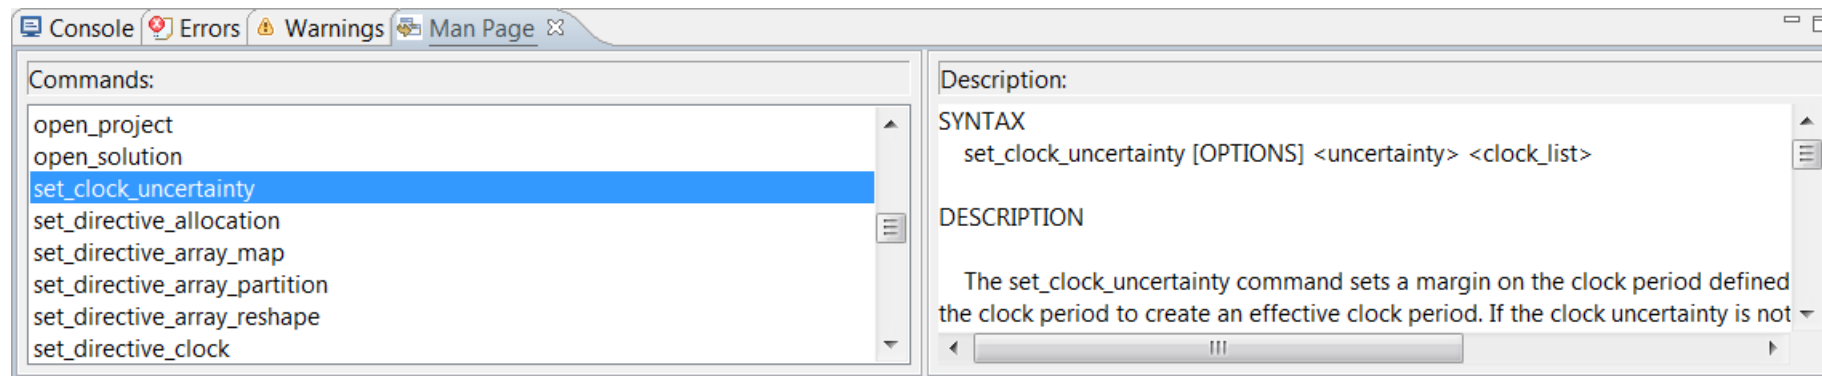 Console Errors Warnings Man Page
Commands:
open_project
open_solution
set_clock_uncertainty
set_directive_allocation
set_directive_array_map
set_directive_array_partition
set_directive_array_reshape
set_directive_clock
Description:
SYNTAX
set_clock_uncertainty [OPTIONS] <uncertainty> <clock_list>
DESCRIPTION
The set_clock_uncertainty command sets a margin on the clock period defined
the clock period to create an effective clock period. If the clock uncertainty is not